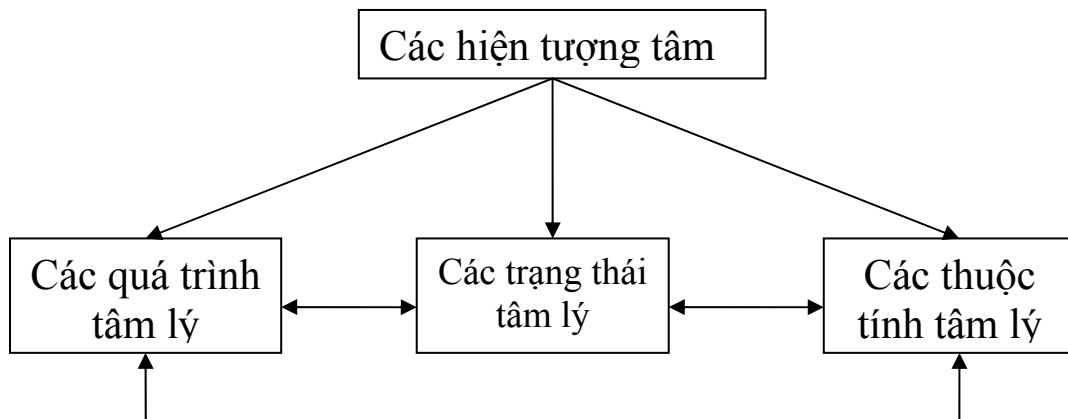 Các hiện tượng tâm
Các quá trình
tâm lý
Các trạng thái
tâm lý
Các thuộc
tính tâm lý